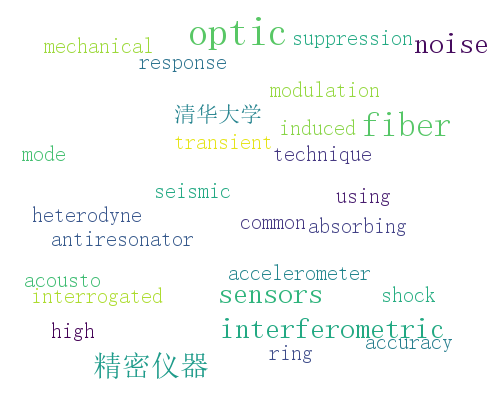 optic
suppression
noise
mechanical
response
modulation
清华大学
fiber
induced
transient
technique
mode
seismic
using
heterodyne
common
absorbing
antiresonator
accelerometer
acousto
interrogated
sensors
shock
high
interferometric
accuracy
ring
精密仪器